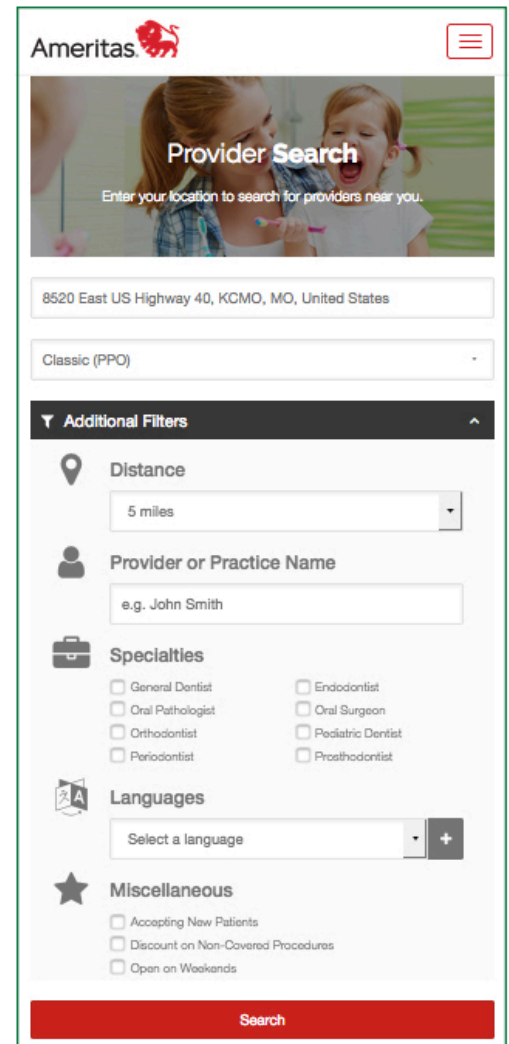 Ameritas
Provider Search
Enter your location to search for providers near you.
8520 East US Highway 40, KCMO, MO, United States
Classic (PPO)
Additional Filters
Distance
5 miles
Provider or Practice Name
e.g. John Smith
Specialties
General Dentist Endodontist
Oral Pathologist Oral Surgeon
Orthodontist Pediatric Dentist
Periodontist Prosthodontist
Languages
文 A
Select a language +
Miscellaneous
Accepting New Patients
Discount on Non-Covered Procedures
Open on Weekends
Search